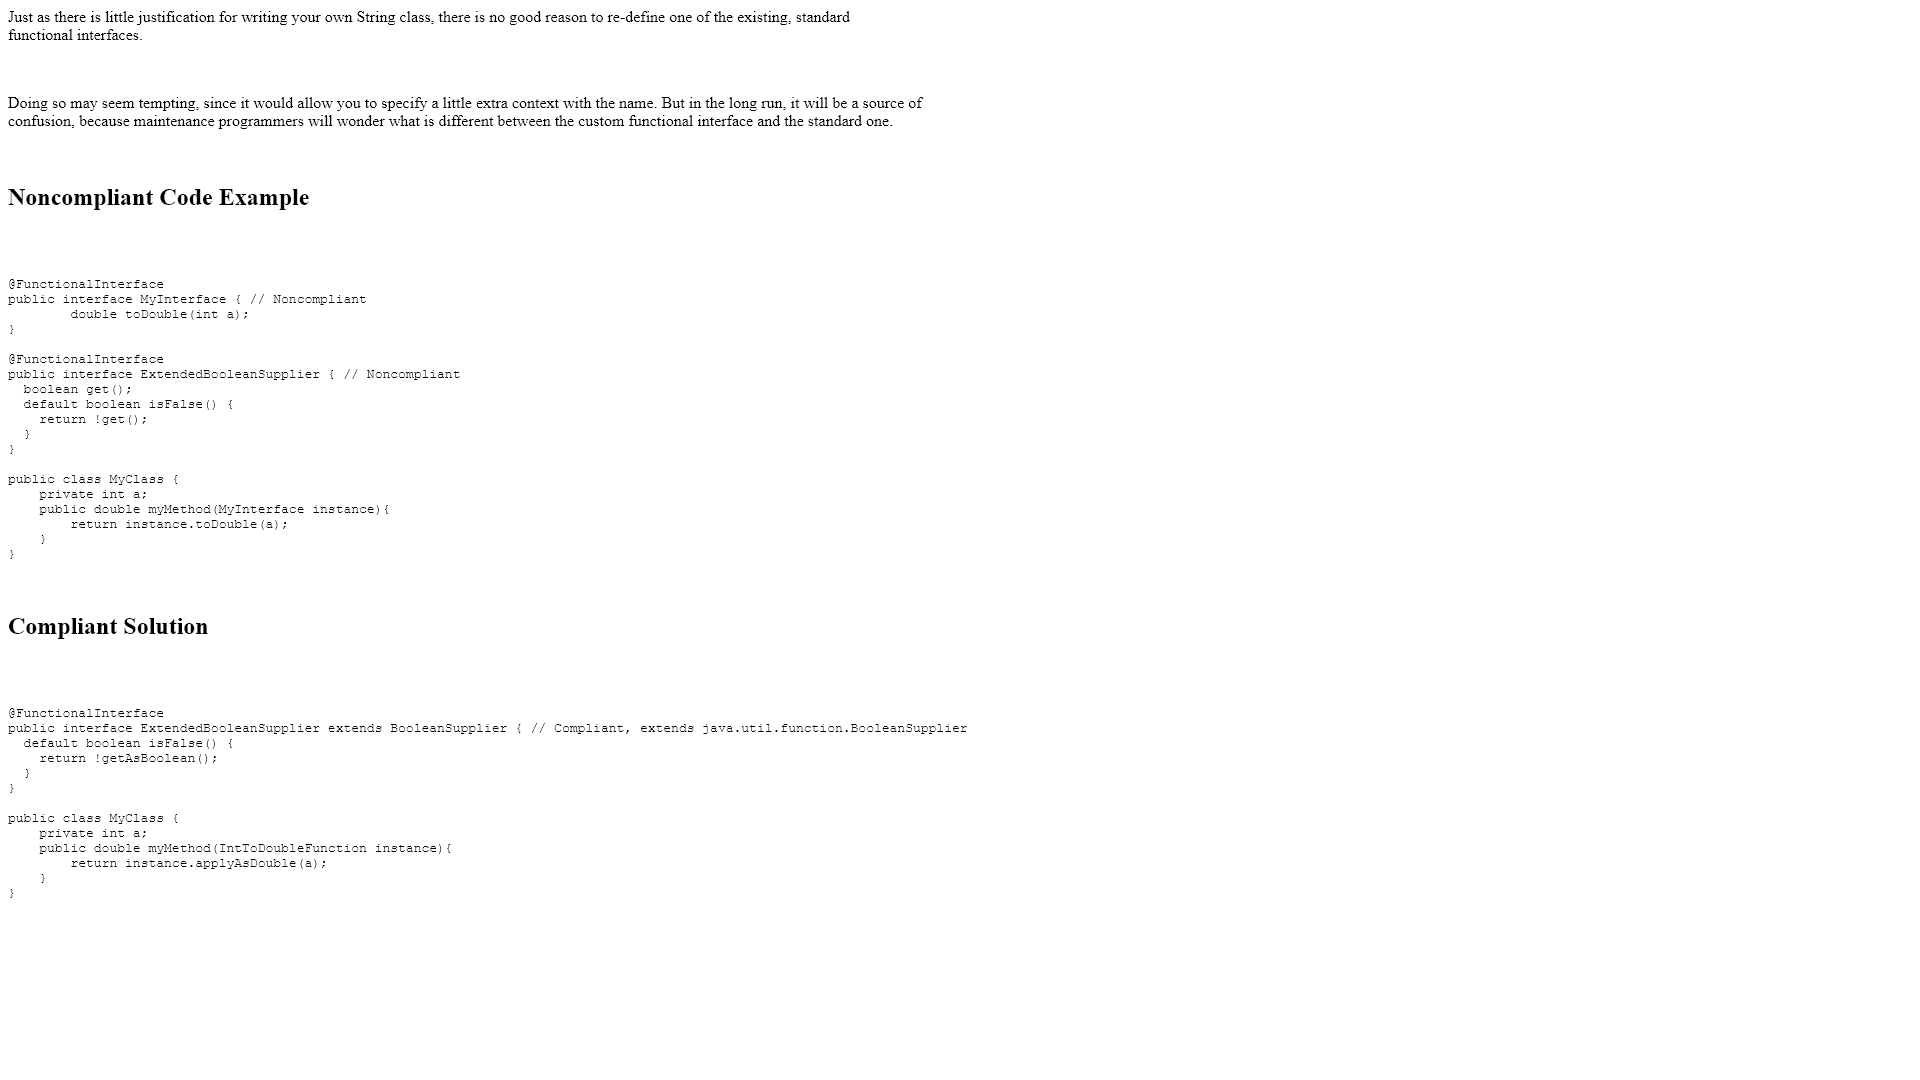 Just as there is little justification for writing your own String class, there is no good reason to re-define one of the existing, standard
functional interfaces.
Doing so may seem tempting, since it would allow you to specify a little extra context with the name. But in the long run, it will be a source of
confusion, because maintenance programmers will wonder what is different between the custom functional interface and the standard one.
Noncompliant Code Example
@FunctionalInterface
public interface MyInterface { // Noncompliant
        double toDouble(int a);
}
@FunctionalInterface
public interface ExtendedBooleanSupplier { // Noncompliant
  boolean get();
  default boolean isFalse() {
    return !get();
  }
}
public class MyClass {
    private int a;
    public double myMethod(MyInterface instance){
        return instance.toDouble(a);
    }
}
Compliant Solution
@FunctionalInterface
public interface ExtendedBooleanSupplier extends BooleanSupplier { // Compliant, extends java.util.function.BooleanSupplier
  default boolean isFalse() {
    return !getAsBoolean();
  }
}
public class MyClass {
    private int a;
    public double myMethod(IntToDoubleFunction instance){
        return instance.applyAsDouble(a);
    }
}